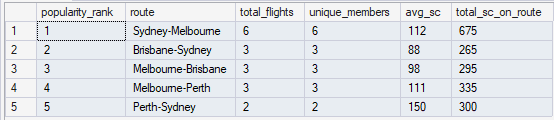 popularity_rank route total_flights unique_members avg_sc total_sc_on_route
1 1 Sydney-Melbourne 6 6 112 675
2 2 Brisbane-Sydney 3 3 88 265
3 3 Melbourne-Brisbane 3 3 98 295
4 4 Melbourne-Perth 3 3 111 335
5 5 Perth-Sydney 2 2 150 300